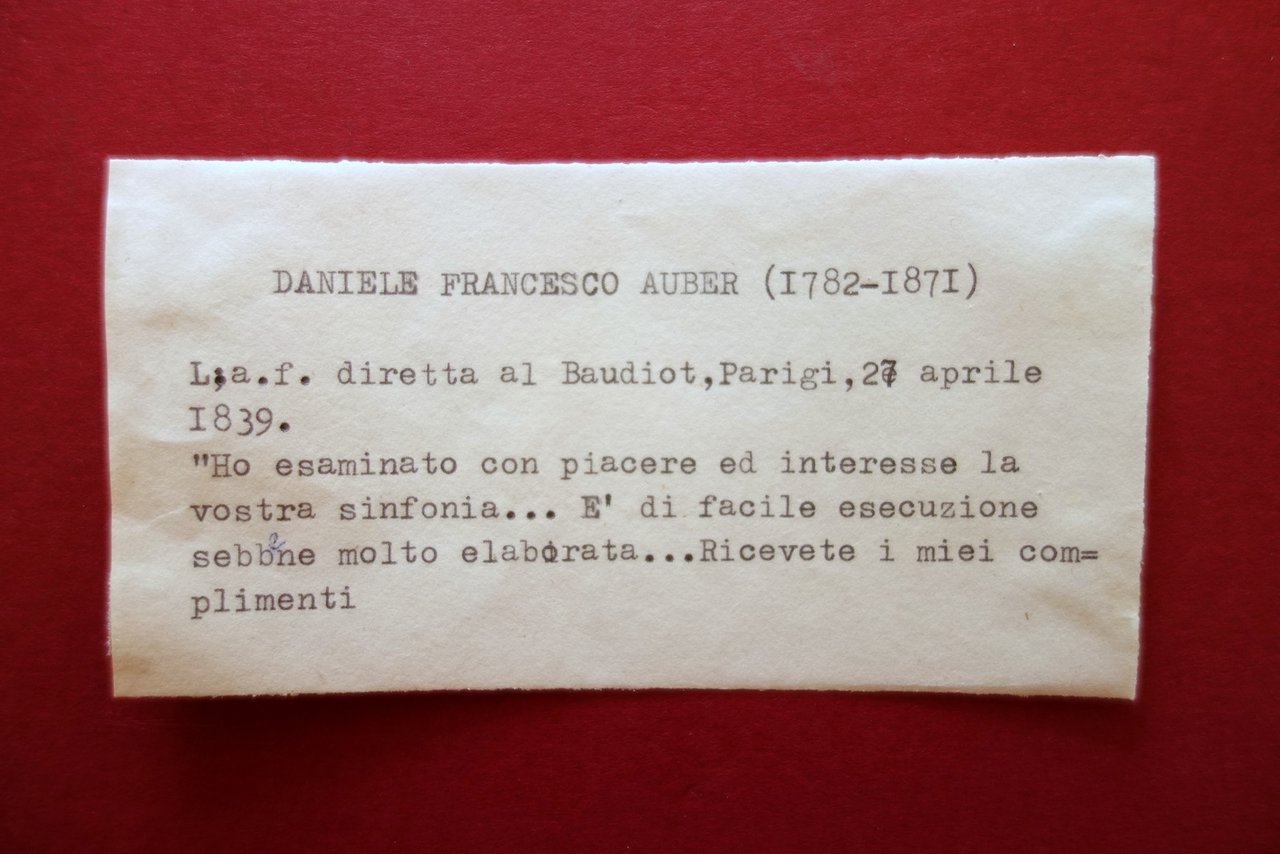 DANIELE FRANCESCO AUBER (I782-I87I)
L;a.f. diretta al Baudiot,Parigi,27 aprile
I839.
"Ho esaminato con piacere ed interesse la
vostra sinfonia... E' di facile esecuzione
sebbene molto elaborata...Ricevete i miei com=
plimenti